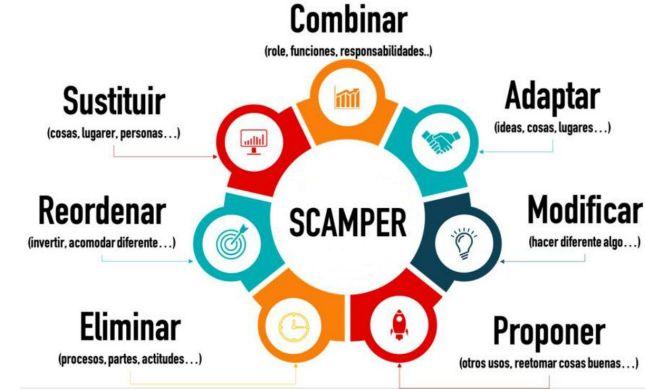 Combinar
(role, funciones, responsabilidades..)
Sustituir
(cosas, lugarer, personas...)
Adaptar
(ideas, cosas, lugares...)
Reordenar
(invertir, acomodar diferente...)
SCAMPER
Modificar
(hacer diferente algo...)
Eliminar
(procesos, partes, actitudes...)
Proponer
(otros usos, reetomar cosas buenas...)